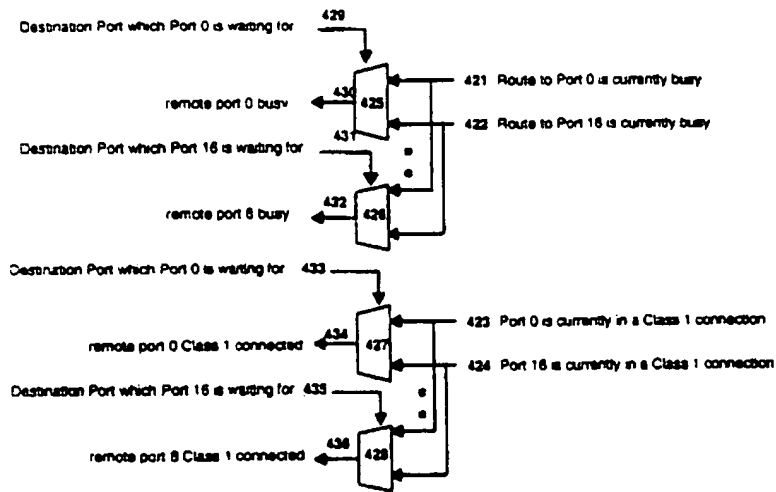 429
Destination Port which Port 0 is waiting for
421 Route to Port 0 is currently busy
430
425
remote port 0 busy
422 Route to Port 16 is currently busy
431
Destination Port which Port 16 is waiting for
432
426
remote port 8 busy
Destination Port which Port 0 is waiting for 433
423 Port 0 is currently in a Class 1 connection
434
427
remote port 0 Class 1 connected
424 Port 16 is currently in a Class 1 connection
Destination Port which Port 16 is waiting for 435
436
428
remote port 8 Class 1 connected